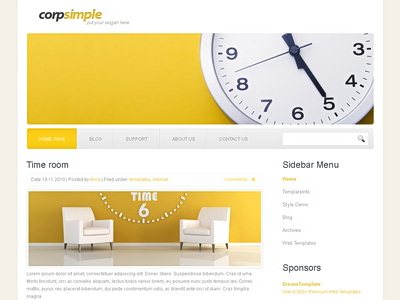 corpsimple
put your slogan here
12
1
2
3
4
5
6
7
8
9
HOME PAGE BLOG SUPPORT ABOUT US CONTACT US
Time room
Date 18.11.2010 | Posted by Anna | Filed under: templates, internet
Comments: 8
TIME
6
Lorem ipsum dolor sit amet, consectetuer adipiscing elit. Donec libero. Suspendisse bibendum. Cras id urna.
Morbi tincidunt, orci ac convallis aliquam, lectus turpis varius lorem, eu posuere nunc justo tempus leo. Donec
mattis, purus nec placerat bibendum, dui pede condimentum odio, ac blandit ante orci ut diam. Cras fringilla
magna.
Sidebar Menu
Home
TemplateInfo
Style Demo
Blog
Archives
Web Templates
Sponsors
DreamTemplate
Over 6,000+ Premium Web Templates